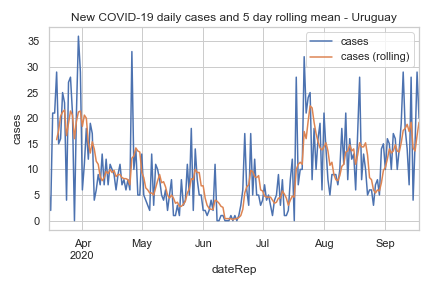 New COVID-19 daily cases and 5 day rolling mean - Uruguay
cases
cases (rolling)
35
30
25
20
15
10
5
0
cases
Apr
2020
May
Jun
Jul
Aug
Sep
dateRep